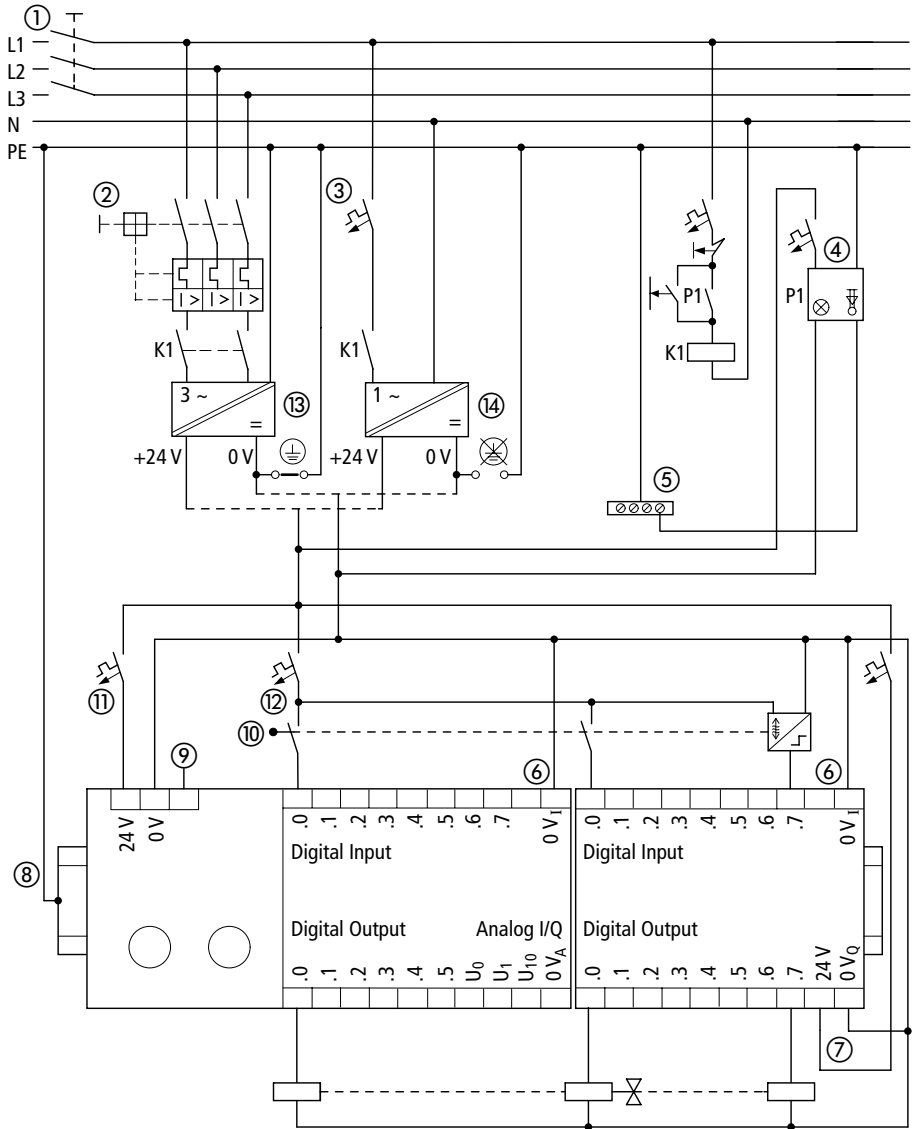 ①
L1
L2
L3
N
PE
② ③ ④
P1 P1
I > I > I >
K1 K1 K1
3 ~ = ⑬ 1 ~ = ⑭
+24 V 0 V +24 V 0 V
⑤
⑪ ⑫
⑩
⑨ ⑥ ⑥
24 V 0 V .0 .1 .2 .3 .4 .5 .6 .7 0 VI .0 .1 .2 .3 .4 .5 .6 .7 0 VI
Digital Input Digital Input
⑧
Digital Output Analog I/Q Digital Output
.0 .1 .2 .3 .4 .5 U0 U1 U10 0 VA .0 .1 .2 .3 .4 .5 .6 .7 24 V 0 VQ
⑦